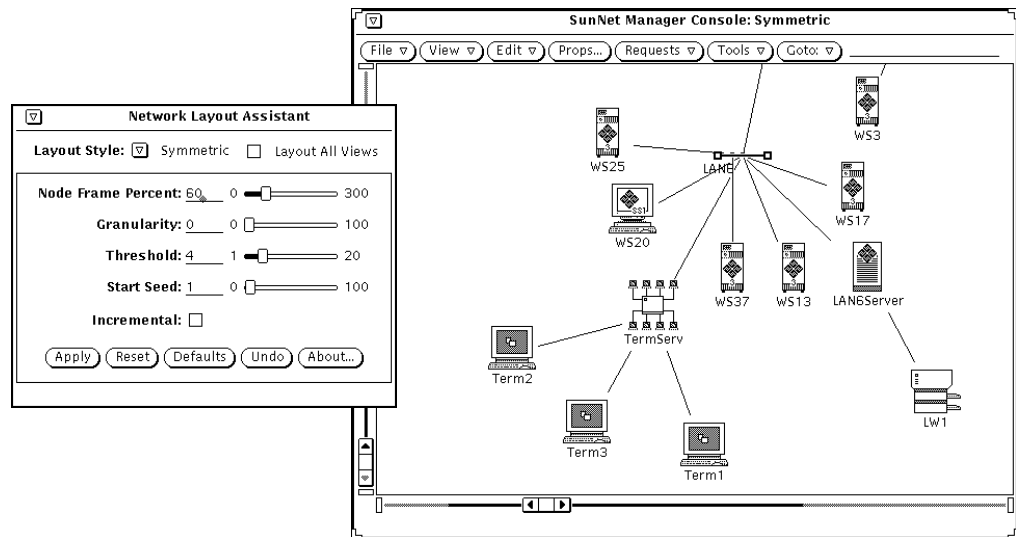 SunNet Manager Console: Symmetric
File View Edit Props... Requests Tools Goto:
WS3
WS25
LANE
WS17
SS1
WS20
WS37 WS13 LAN6Server
TermServ
Term2
LW1
Term3
Term1
Network Layout Assistant
Layout Style: Symmetric Layout All Views
Node Frame Percent: 60 0 300
Granularity: 0 0 100
Threshold: 4 1 20
Start Seed: 1 0 100
Incremental:
Apply Reset Defaults Undo About...